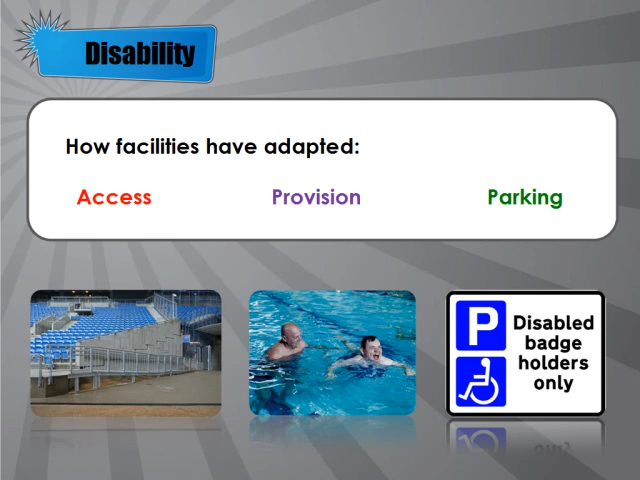 Disability
How facilities have adapted:
Access Provision Parking
P
Disabled
badge
holders
only